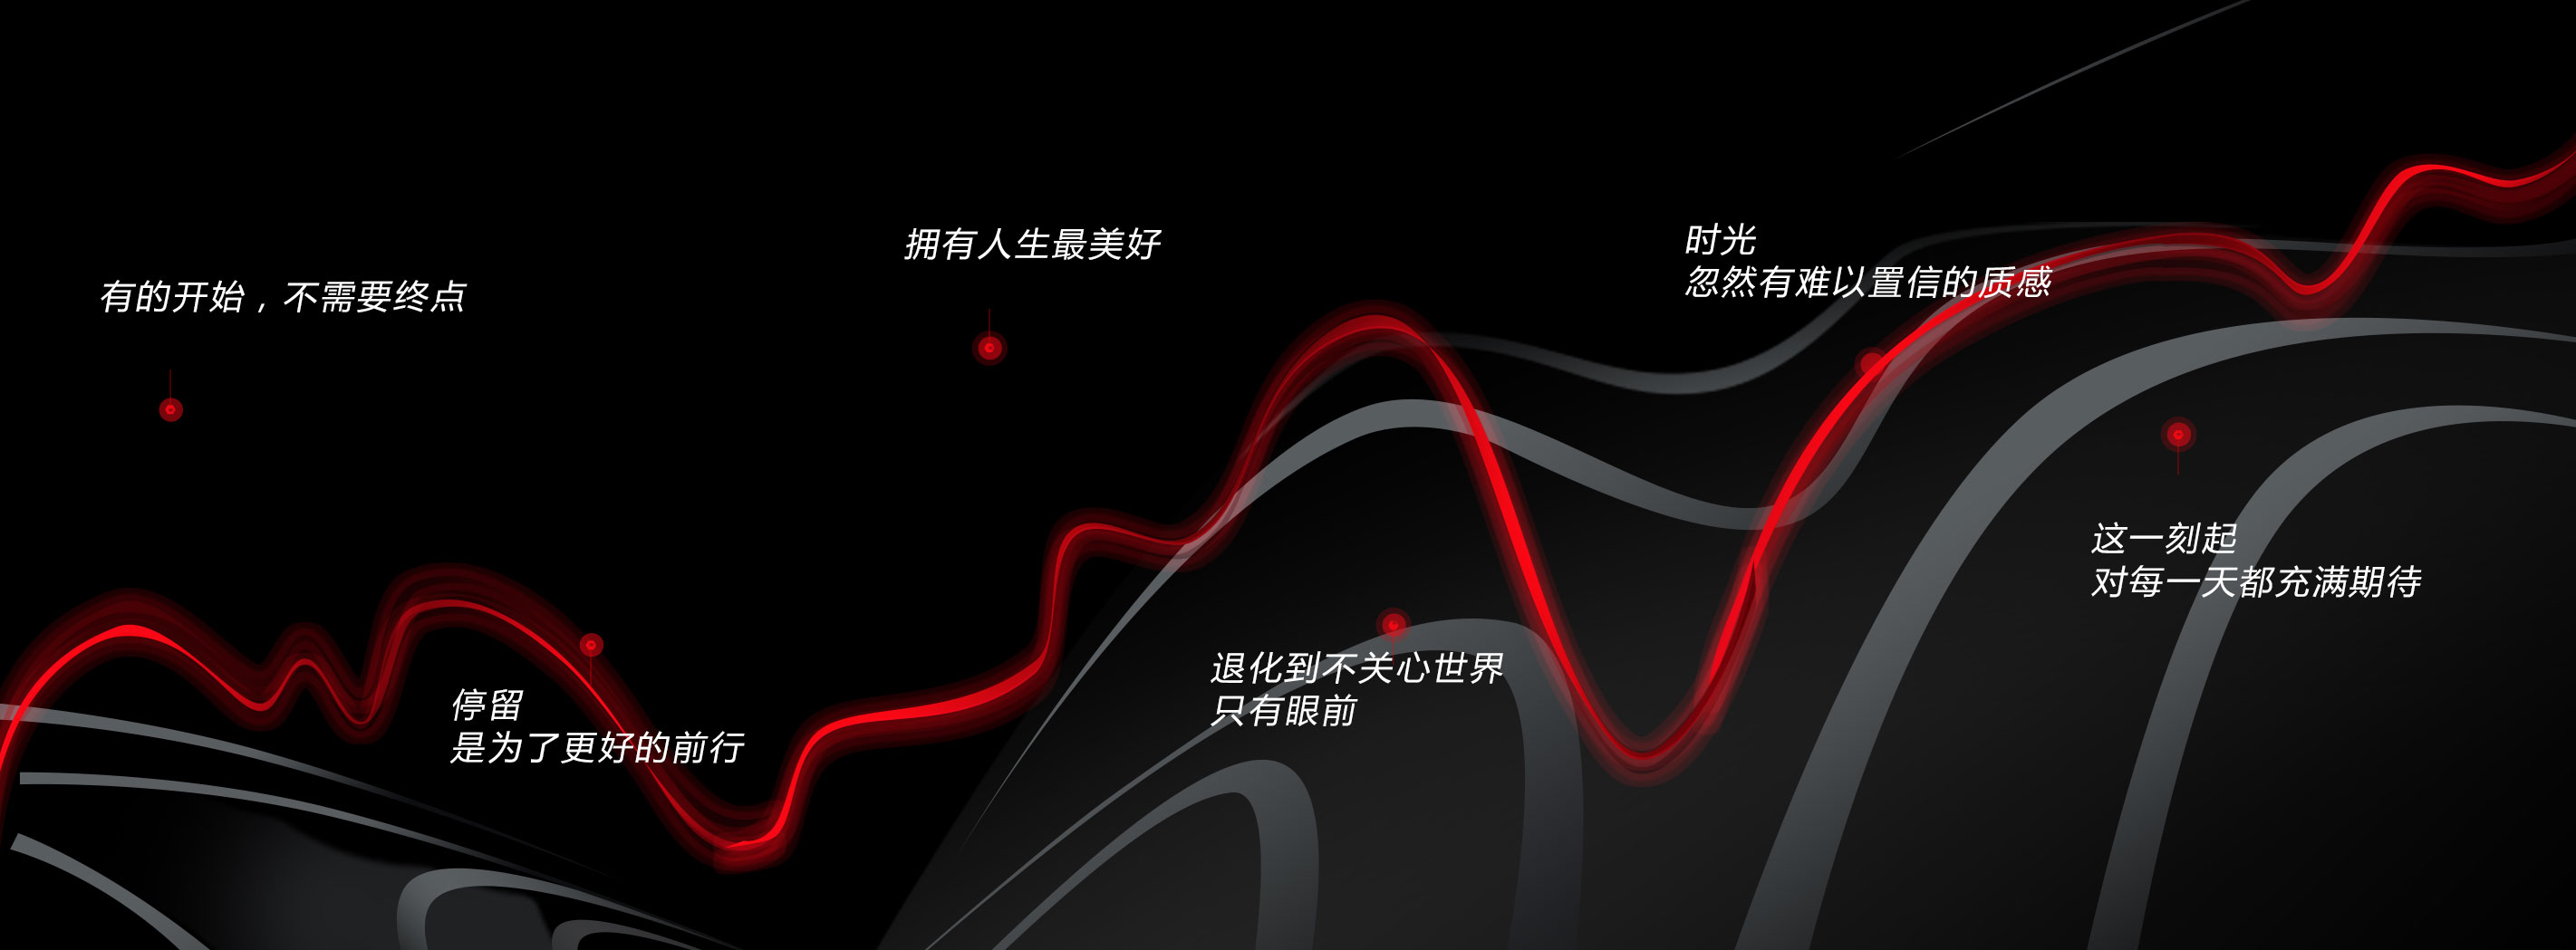 有的开始，不需要终点
停留
是为了更好的前行
拥有人生最美好
退化到不关心世界
只有眼前
时光
忽然有难以置信的质感
这一刻起
对每一天都充满期待